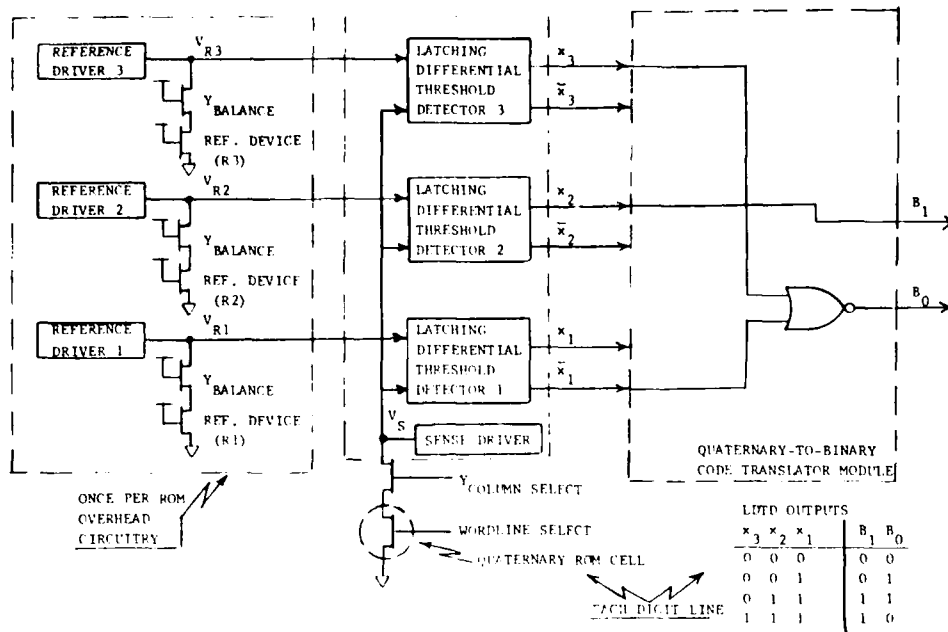 REFERENCE
DRIVER 3
V R3
Y BALANCE
REF. DEVICE
(R3)
LATCHING
DIFFERENTIAL
THRESHOLD
DETECTOR 3
x 3
x̄ 3
REFERENCE
DRIVER 2
V R2
Y BALANCE
REF. DEVICE
(R2)
LATCHING
DIFFERENTIAL
THRESHOLD
DETECTOR 2
x 2
x̄ 2
B 1
B 0
REFERENCE
DRIVER 1
V R1
Y BALANCE
REF. DEVICE
(R1)
LATCHING
DIFFERENTIAL
THRESHOLD
DETECTOR 1
x 1
x̄ 1
V S
SENSE DRIVER
Y COLUMN SELECT
WORDLINE SELECT
QUATERNARY ROM CELL
QUATERNARY-TO-BINARY
CODE TRANSLATOR MODULE
ONCE PER ROM
OVERHEAD
CIRCUITRY
EACH DIGIT LINE
LDTD OUTPUTS
x 3 x 2 x 1 B 1 B 0
0 0 0 0 0
0 0 1 0 1
0 1 1 1 1
1 1 1 1 0